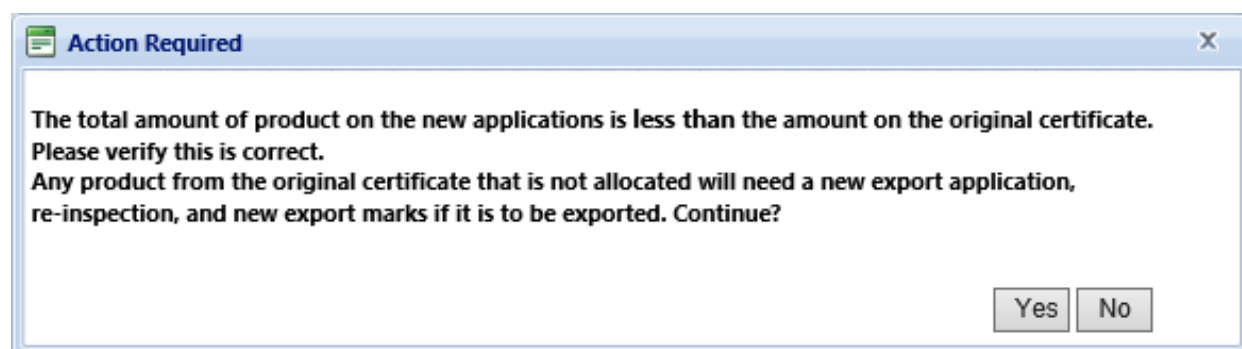 Action Required
The total amount of product on the new applications is less than the amount on the original certificate.
Please verify this is correct.
Any product from the original certificate that is not allocated will need a new export application,
re-inspection, and new export marks if it is to be exported. Continue?
Yes No